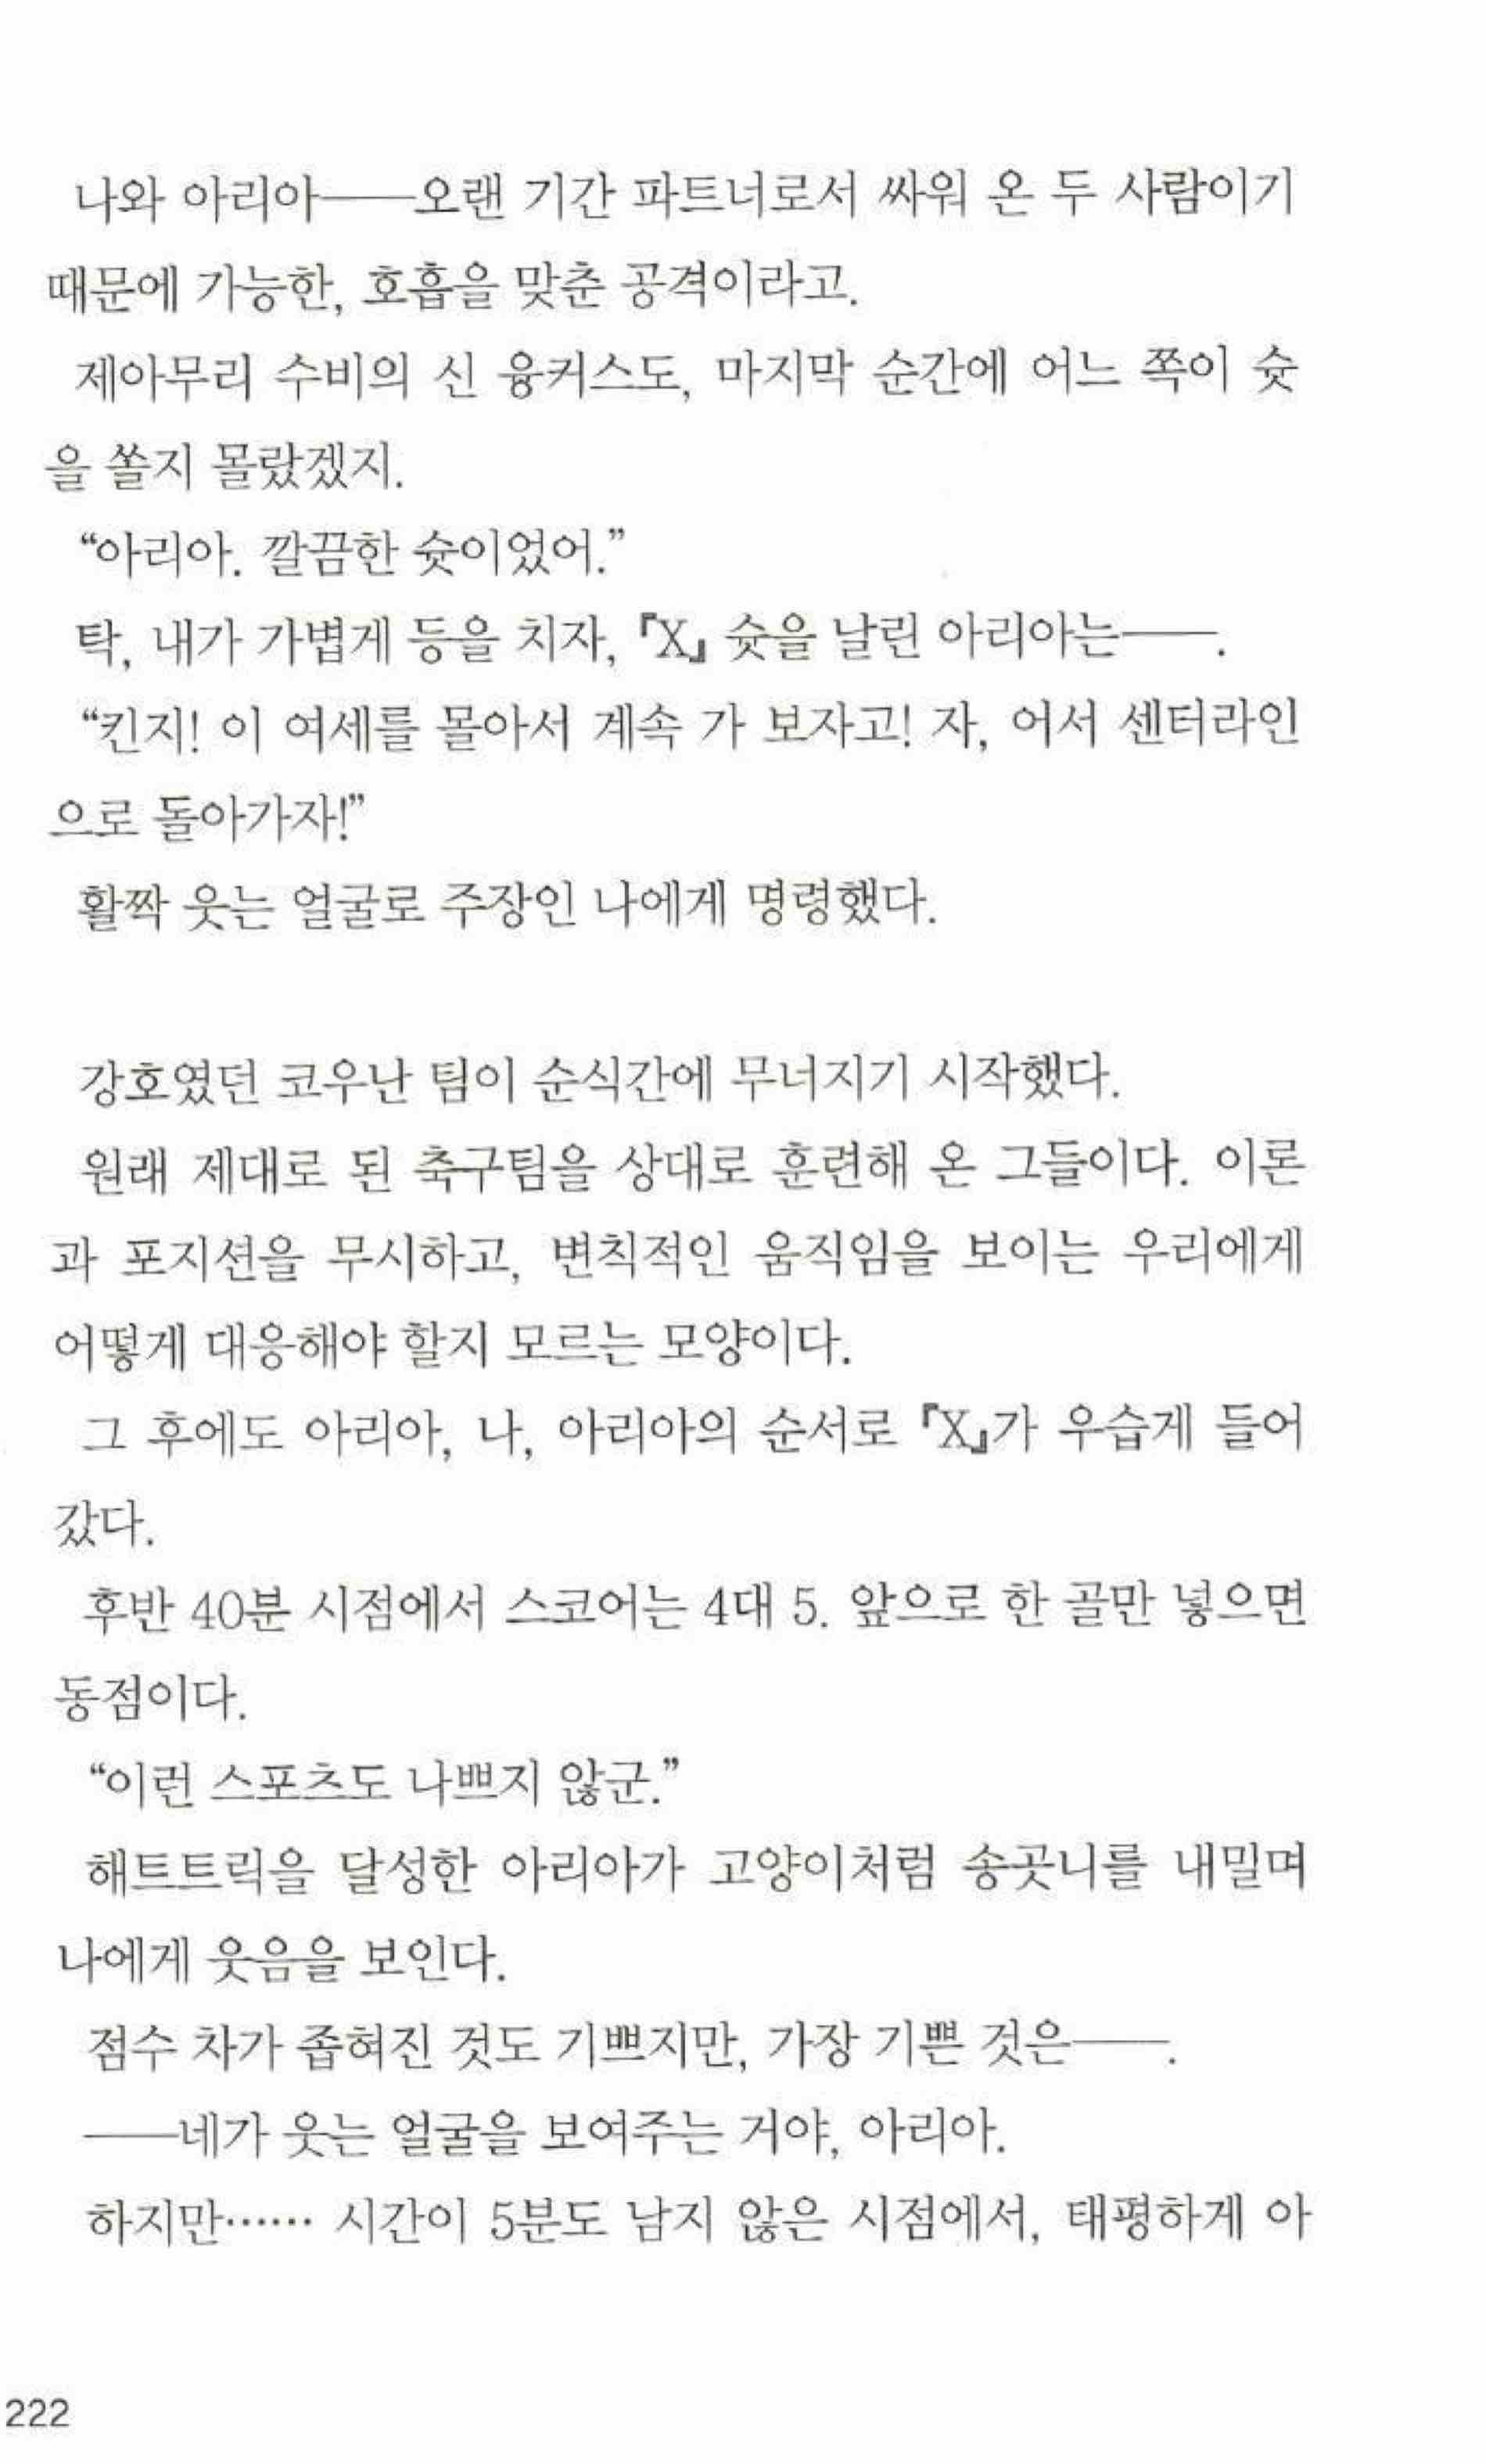 나와 아리아――오랜 기간 파트너로서 싸워 온 두 사람이기
때문에 가능한, 호흡을 맞춘 공격이라고.
제아무리 수비의 신 융커스도, 마지막 순간에 어느 쪽이 슛
을 쏠지 몰랐겠지.
“아리아. 깔끔한 슛이었어.”
탁, 내가 가볍게 등을 치자, 『X』 슛을 날린 아리아는――.
“킨지! 이 여세를 몰아서 계속 가 보자고! 자, 어서 센터라인
으로 돌아가자!”
활짝 웃는 얼굴로 주장인 나에게 명령했다.
강호였던 코우난 팀이 순식간에 무너지기 시작했다.
원래 제대로 된 축구팀을 상대로 훈련해 온 그들이다. 이론
과 포지션을 무시하고, 변칙적인 움직임을 보이는 우리에게
어떻게 대응해야 할지 모르는 모양이다.
그 후에도 아리아, 나, 아리아의 순서로 『X』가 우습게 들어
갔다.
후반 40분 시점에서 스코어는 4대 5. 앞으로 한 골만 넣으면
동점이다.
“이런 스포츠도 나쁘지 않군.”
해트트릭을 달성한 아리아가 고양이처럼 송곳니를 내밀며
나에게 웃음을 보인다.
점수 차가 좁혀진 것도 기쁘지만, 가장 기쁜 것은――.
――네가 웃는 얼굴을 보여주는 거야, 아리아.
하지만…… 시간이 5분도 남지 않은 시점에서, 태평하게 아
222